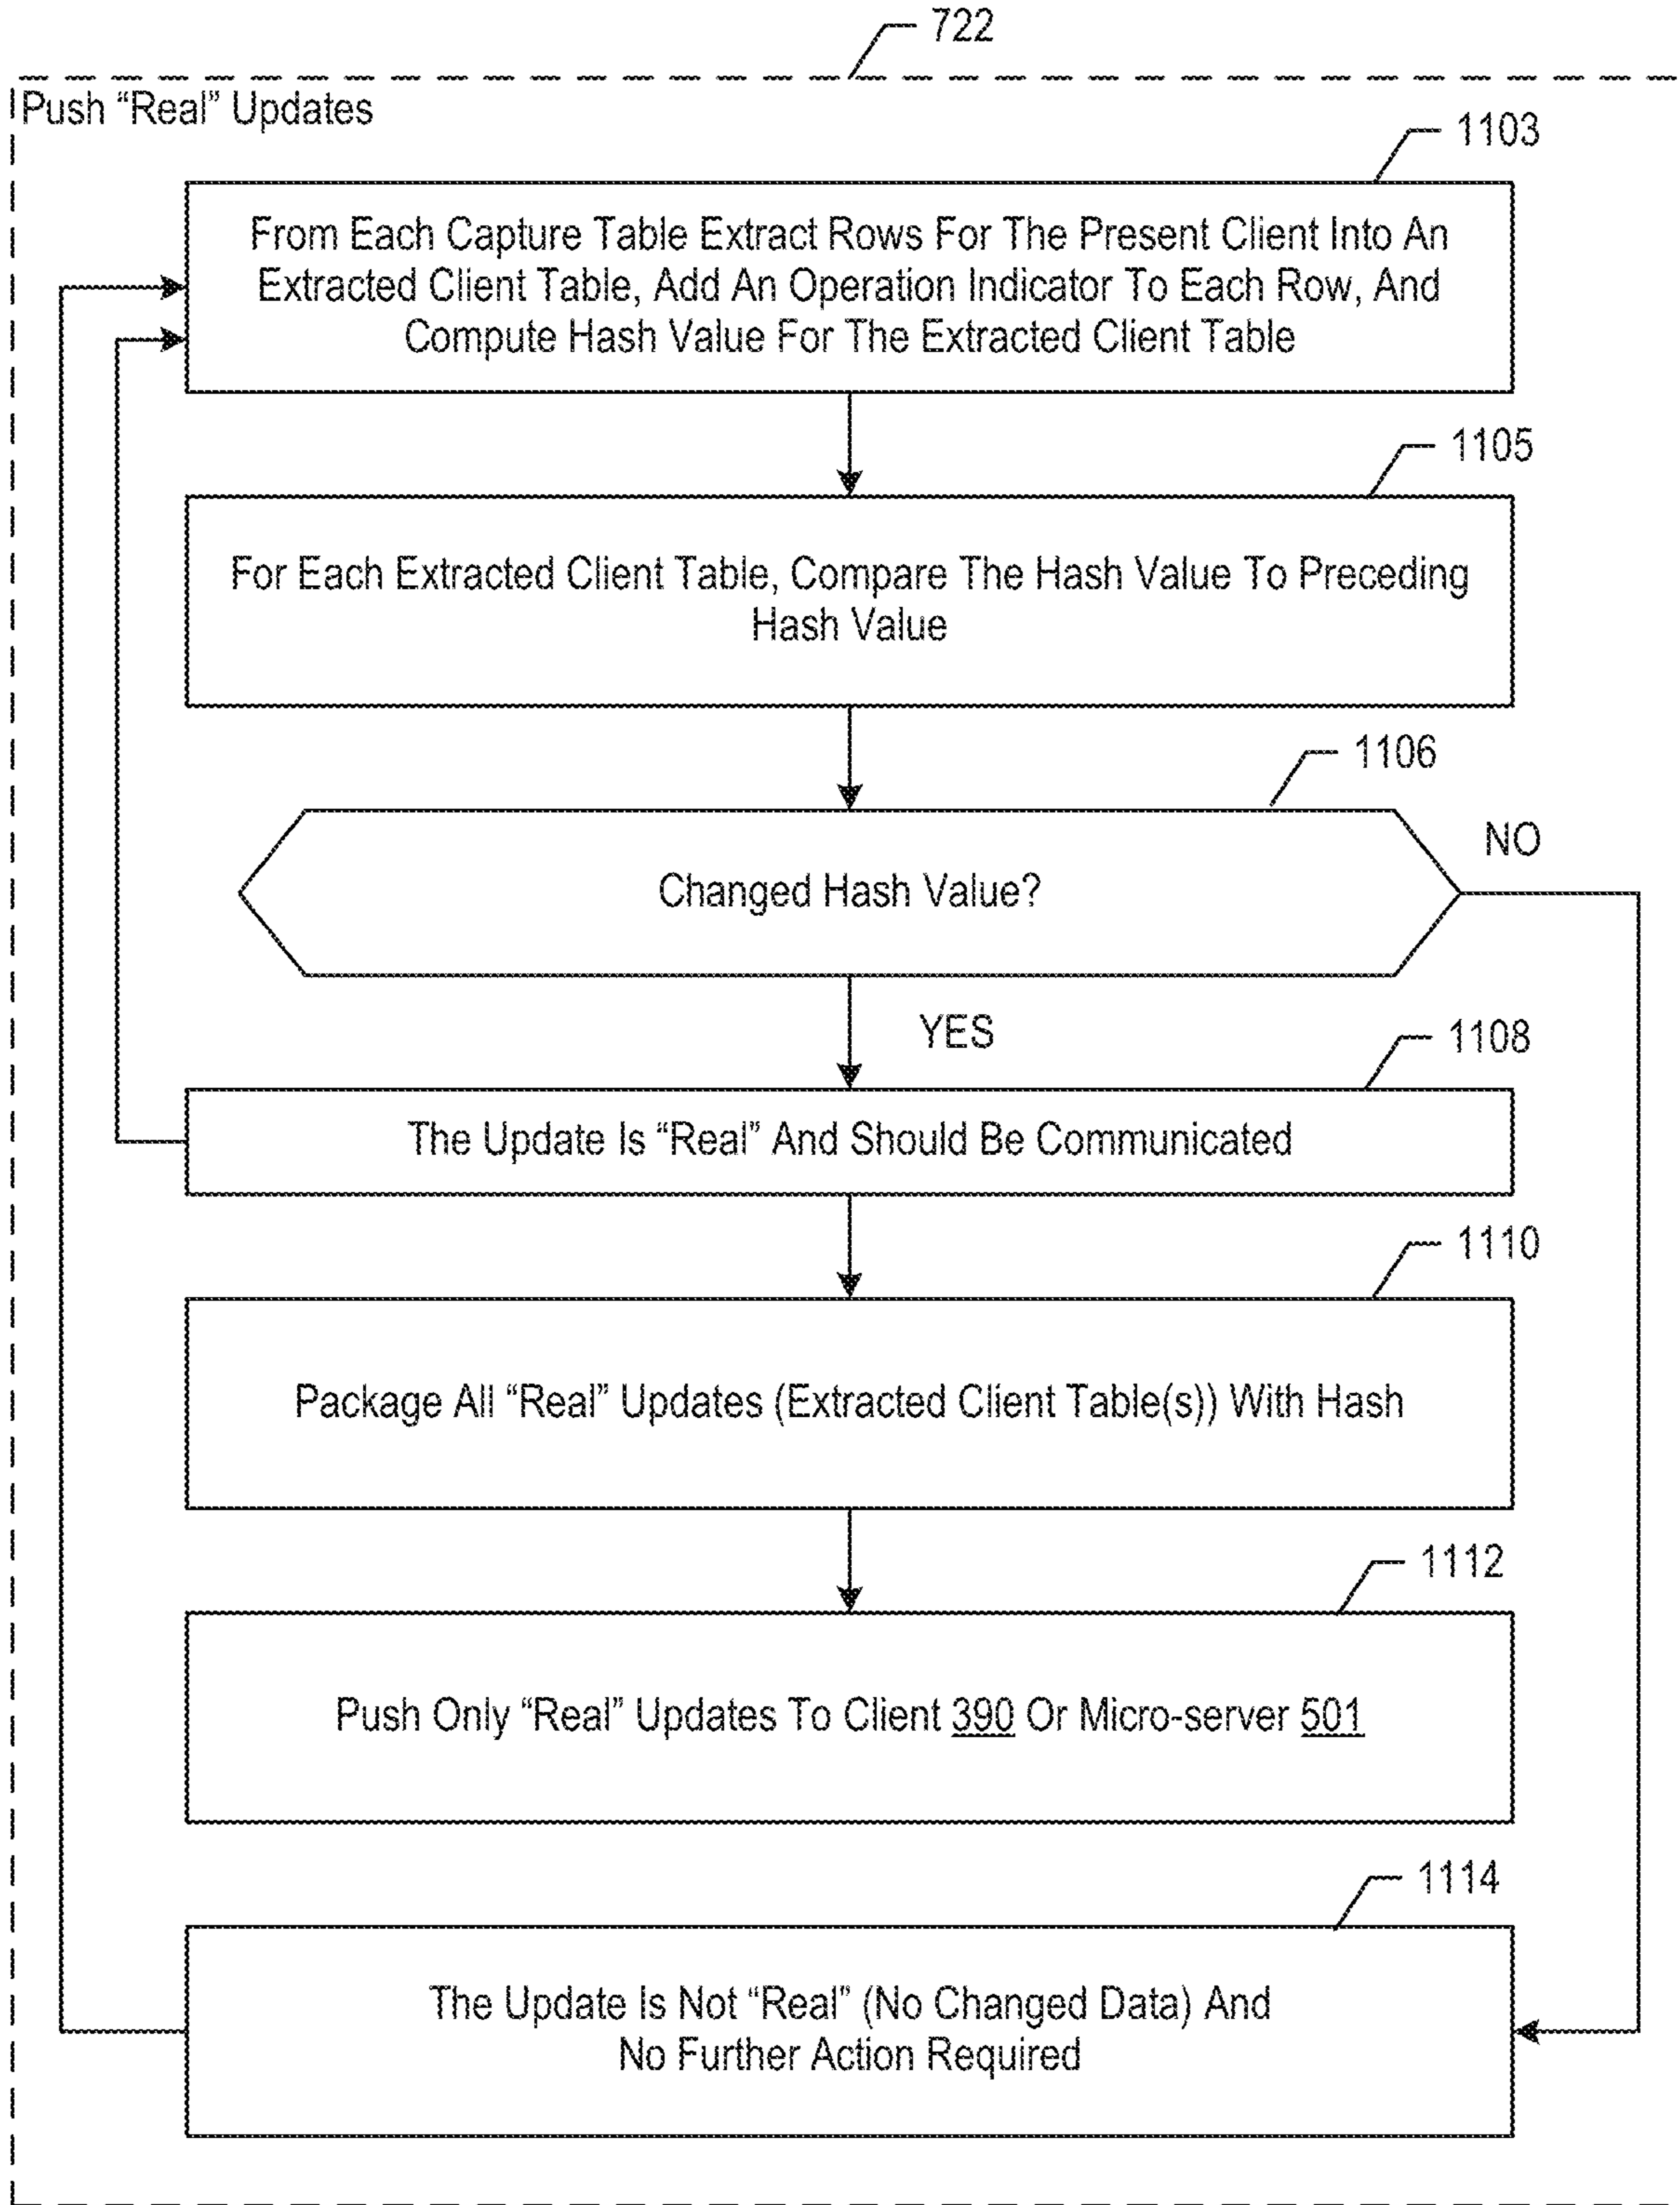 722
Push “Real” Updates
1103
From Each Capture Table Extract Rows For The Present Client Into An
Extracted Client Table, Add An Operation Indicator To Each Row, And
Compute Hash Value For The Extracted Client Table
1105
For Each Extracted Client Table, Compare The Hash Value To Preceding
Hash Value
1106
Changed Hash Value?
NO
YES
1108
The Update Is “Real” And Should Be Communicated
1110
Package All “Real” Updates (Extracted Client Table(s)) With Hash
1112
Push Only “Real” Updates To Client 390 Or Micro-server 501
1114
The Update Is Not “Real” (No Changed Data) And
No Further Action Required